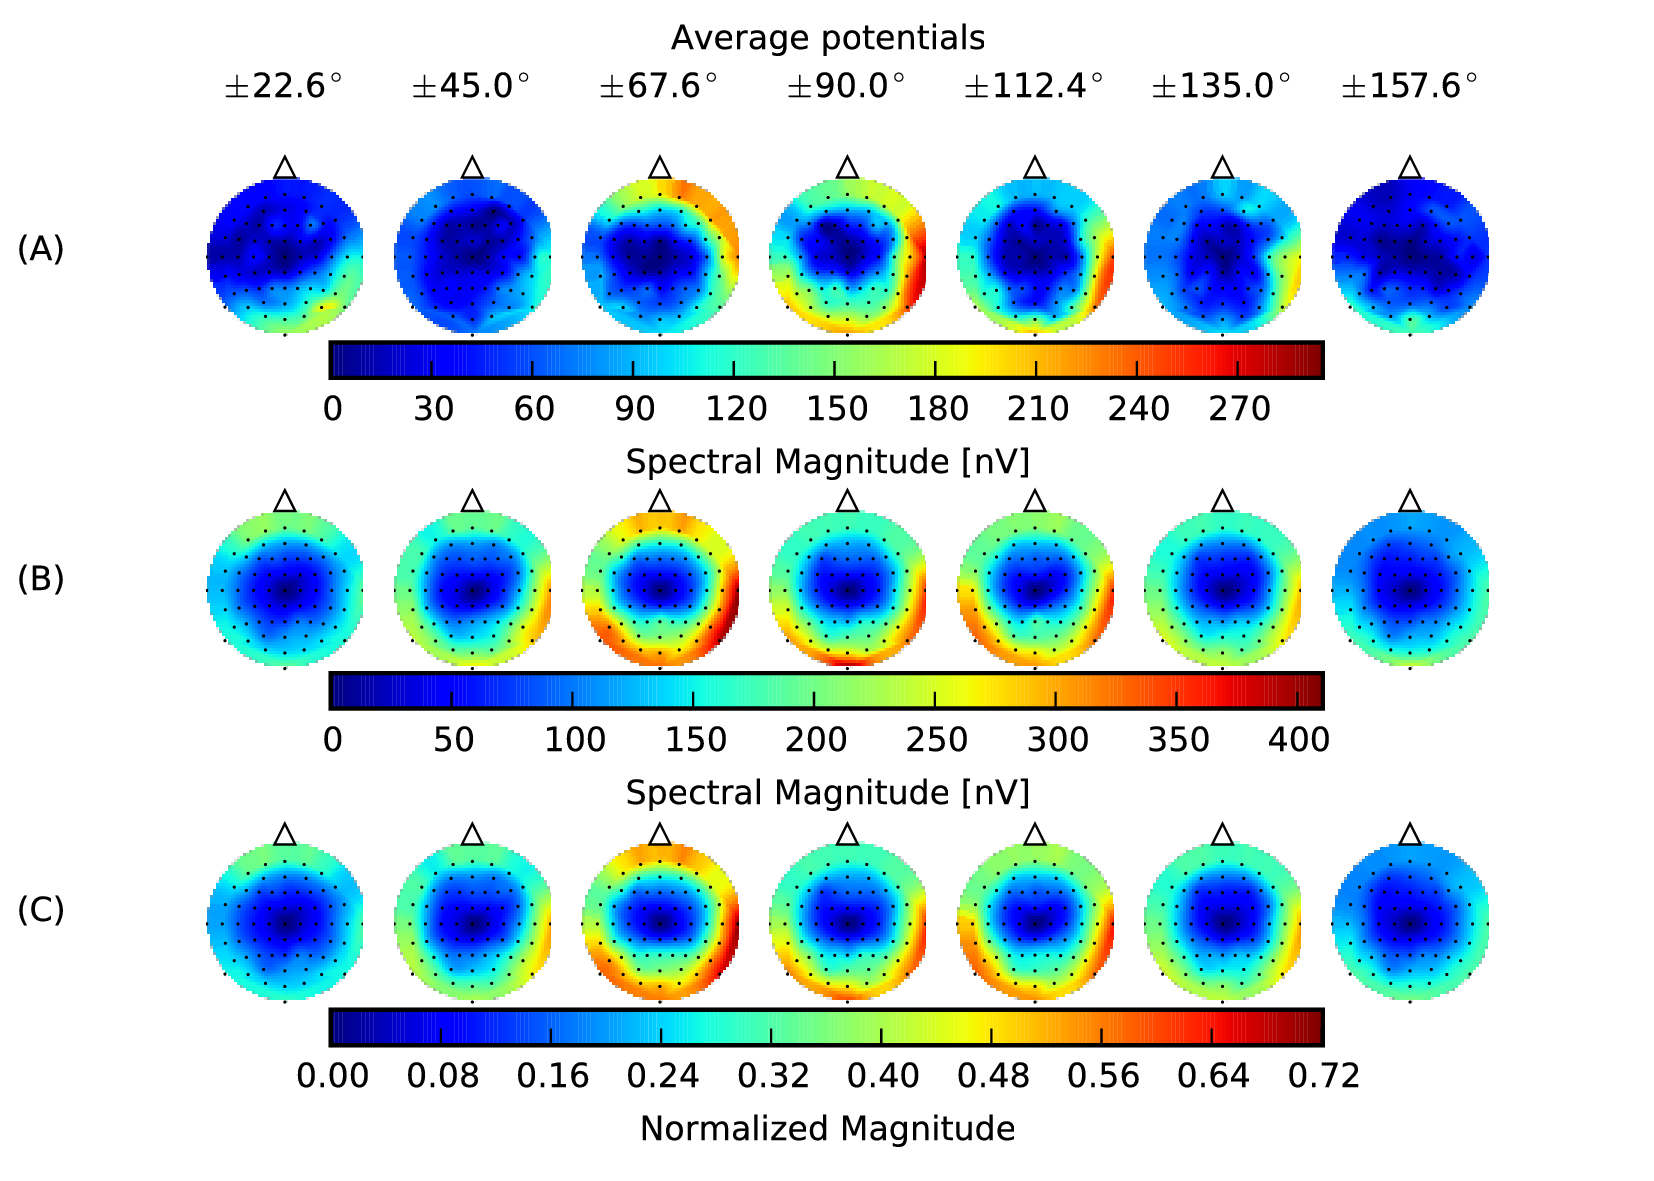 Average potentials
±22.6° ±45.0° ±67.6° ±90.0° ±112.4° ±135.0° ±157.6°
(A)
0 30 60 90 120 150 180 210 240 270
Spectral Magnitude [nV]
(B)
0 50 100 150 200 250 300 350 400
Spectral Magnitude [nV]
(C)
0.00 0.08 0.16 0.24 0.32 0.40 0.48 0.56 0.64 0.72
Normalized Magnitude